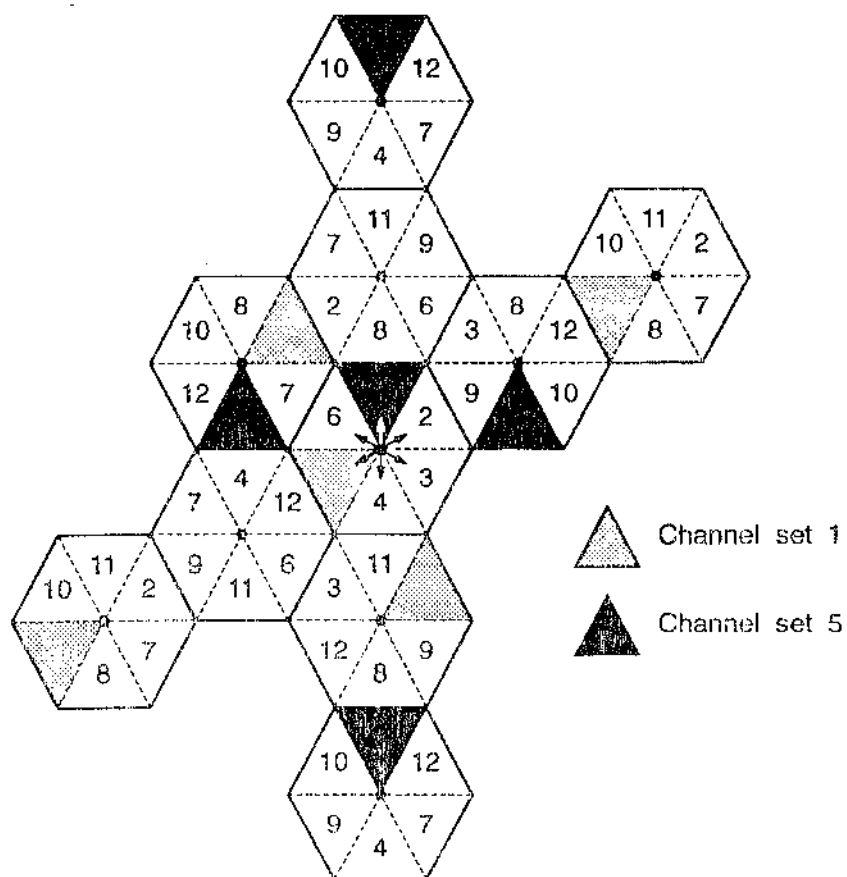 10 12
9 4 7
11
7 9
10 11 2
8 2 6 3 8 12
10 8 8 7
12 7 6 2 9 10
7 4 12 4 3
10 11 2 9 11 6 3 11
8 7 12 8 9
10 12
9 4 7
Channel set 1
Channel set 5